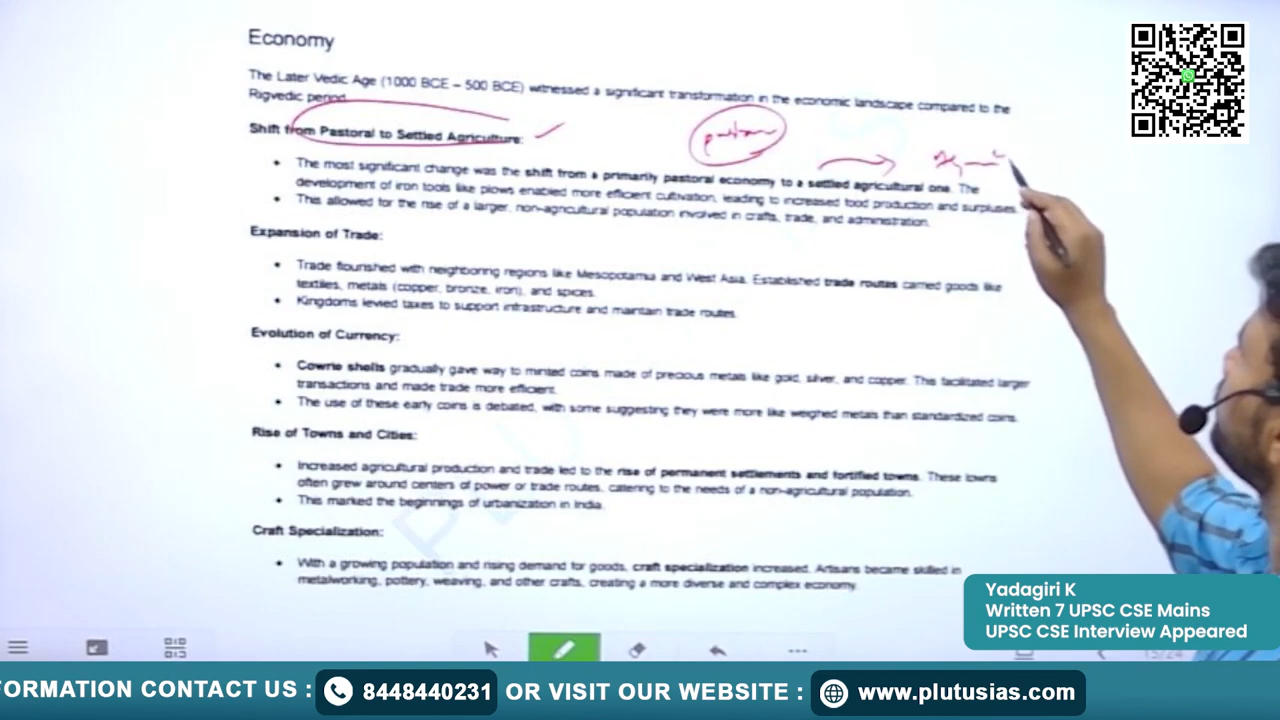 Economy
The Later Vedic Age (1000 BCE – 500 BCE) witnessed a significant transformation in the economic landscape compared to the
Rigvedic period.
Shift from Pastoral to Settled Agriculture:
• The most significant change was the shift from a primarily pastoral economy to a settled agricultural one. The
development of iron tools like plows enabled more efficient cultivation, leading to increased food production and surpluses.
• This allowed for the rise of a larger, non-agricultural population involved in crafts, trade, and administration.
Expansion of Trade:
• Trade flourished with neighboring regions like Mesopotamia and West Asia. Established trade routes carried goods like
textiles, metals (copper, bronze, iron), and spices.
• Kingdoms levied taxes to support infrastructure and maintain trade routes.
Evolution of Currency:
• Cowrie shells gradually gave way to minted coins made of precious metals like gold, silver, and copper. This facilitated larger
transactions and made trade more efficient.
• The use of these early coins is debated, with some suggesting they were more like weighed metals than standardized coins.
Rise of Towns and Cities:
• Increased agricultural production and trade led to the rise of permanent settlements and fortified towns. These towns
often grew around centers of power or trade routes, catering to the needs of a non-agricultural population.
• This marked the beginnings of urbanization in India.
Craft Specialization:
• With a growing population and rising demand for goods, craft specialization increased. Artisans became skilled in
metalworking, pottery, weaving, and other crafts, creating a more diverse and complex economy.
Yadagiri K
Written 7 UPSC CSE Mains
UPSC CSE Interview Appeared
15/24
FORMATION CONTACT US : 8448440231 OR VISIT OUR WEBSITE : www.plutusias.com